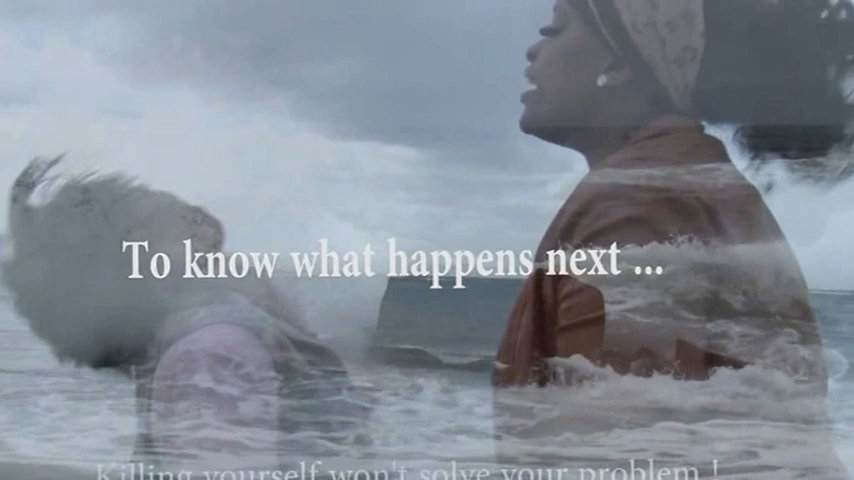 To know what happens next ...
Killing yourself won't solve your problem !